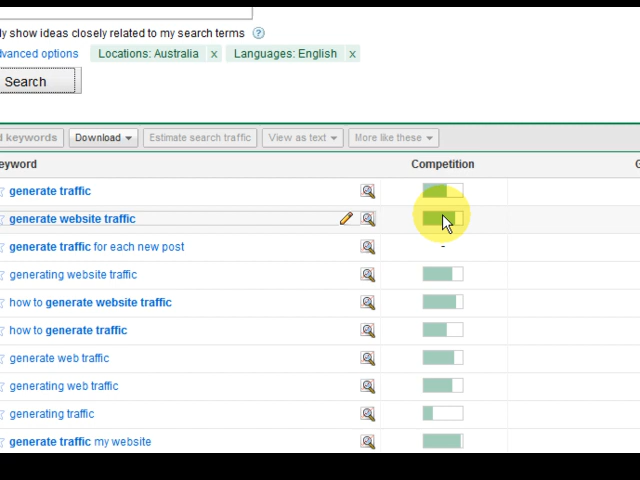 ly show ideas closely related to my search terms ?
dvanced options Locations: Australia x Languages: English x
Search
d keywords Download Estimate search traffic View as text More like these
eyword Competition G
generate traffic
generate website traffic
generate traffic for each new post -
generating website traffic
how to generate website traffic
how to generate traffic
generate web traffic
generating web traffic
generating traffic
generate traffic my website